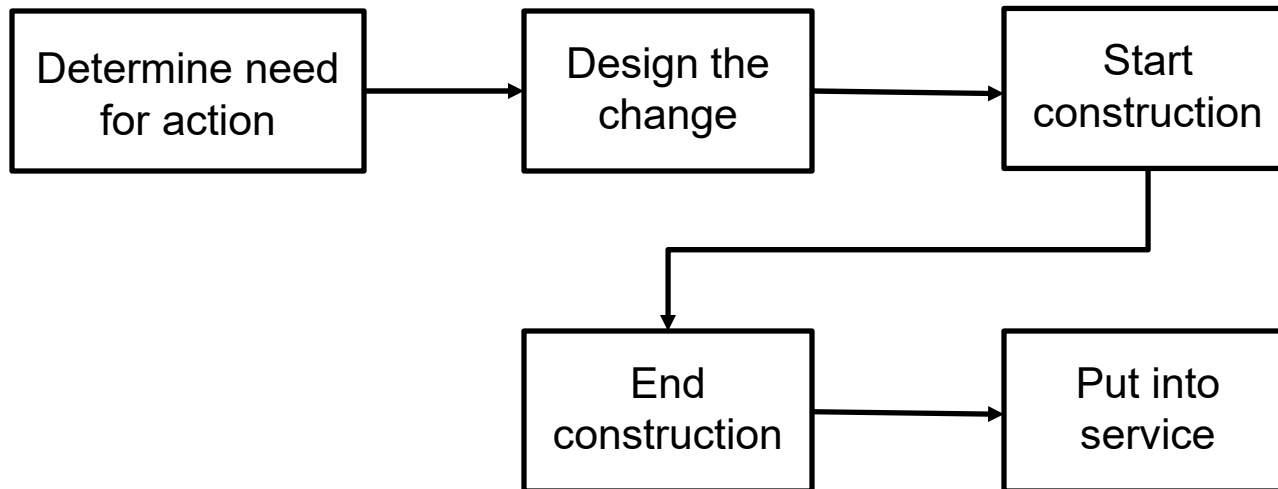 Determine need
for action
Design the
change
Start
construction
End
construction
Put into
service